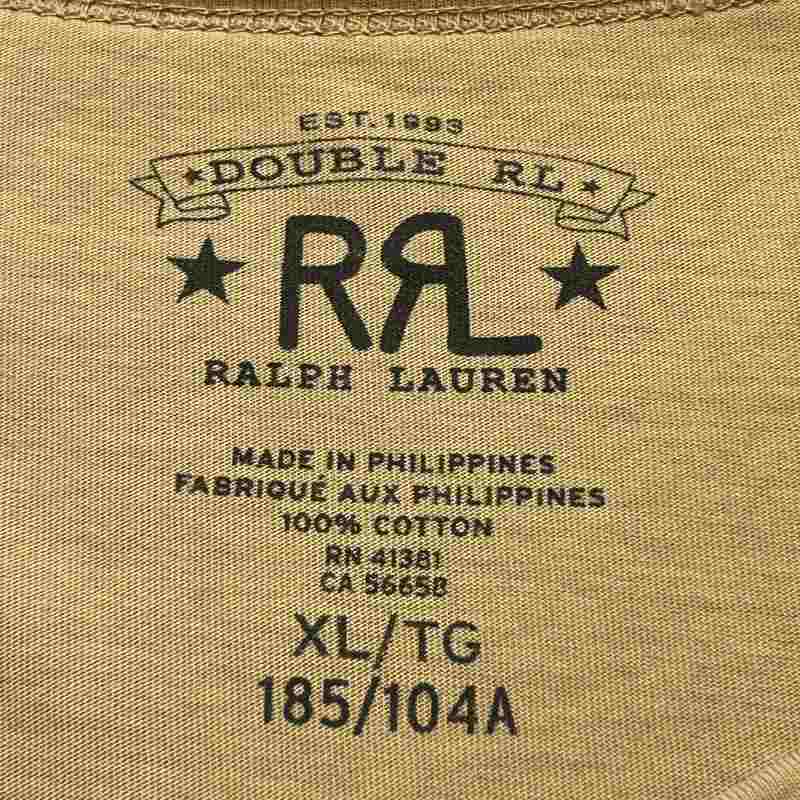 EST. 1993
★DOUBLE RL★
RRL
RALPH LAUREN
MADE IN PHILIPPINES
FABRIQUÉ AUX PHILIPPINES
100% COTTON
RN 41381
CA 56658
XL/TG
185/104A